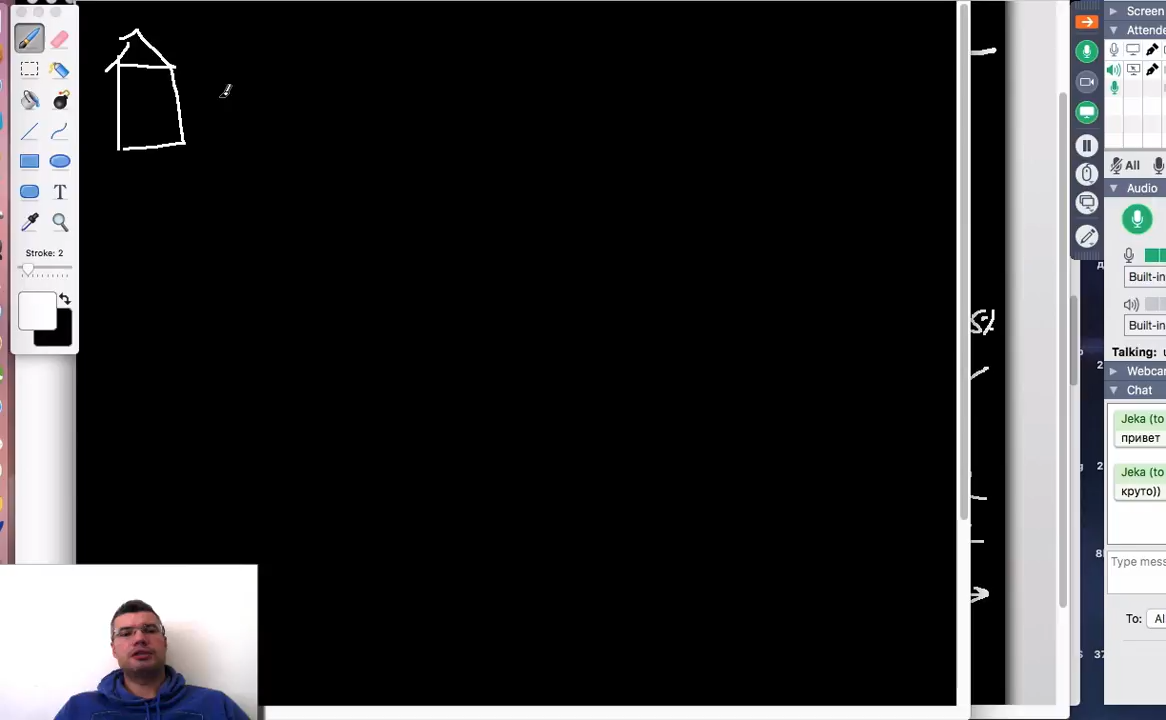 Stroke: 2
T
Screen
Attende
All
Audio
Built-in
Built-in
Talking:
Webcar
Chat
Jeka (to
привет
Jeka (to
круто))
Type mess
To: Al